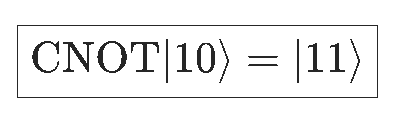 CNOT|10⟩ = |11⟩